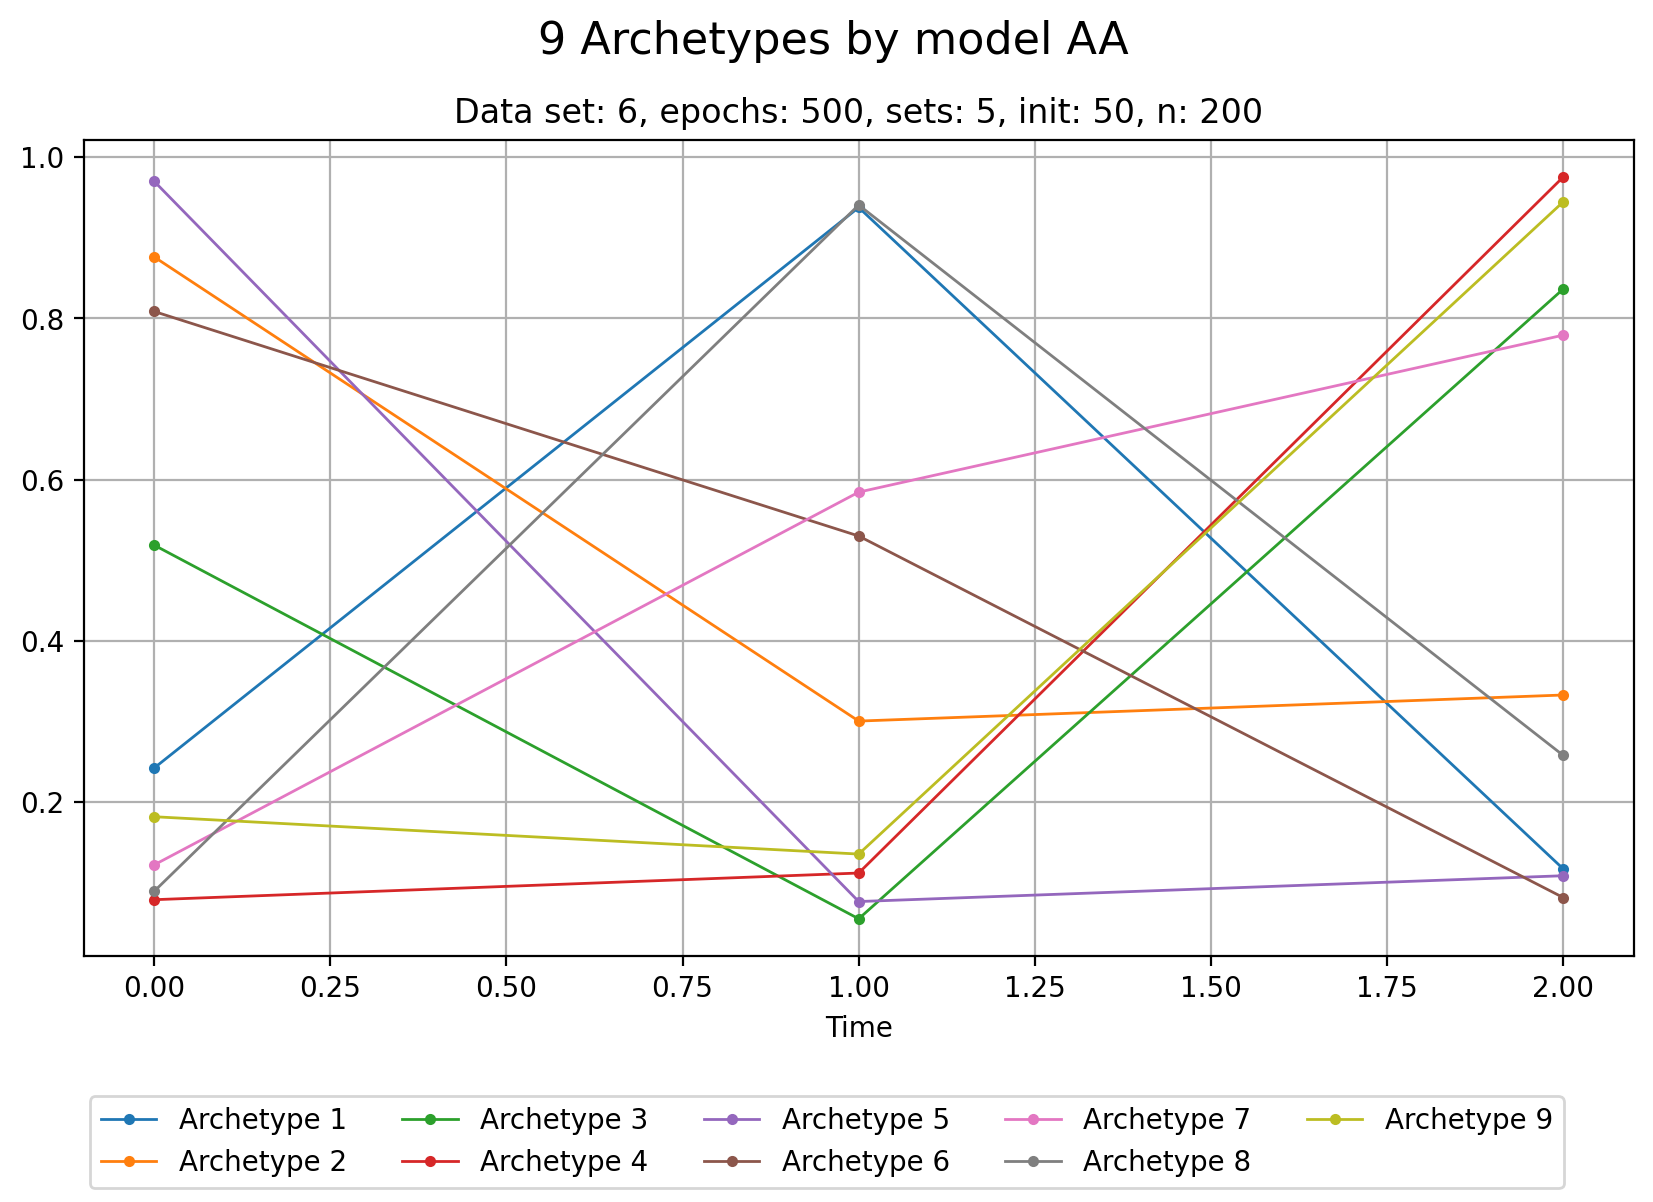 9 Archetypes by model AA
Data set: 6, epochs: 500, sets: 5, init: 50, n: 200
1.0
0.8
0.6
0.4
0.2
0.00 0.25 0.50 0.75 1.00 1.25 1.50 1.75 2.00
Time
Archetype 1 Archetype 3 Archetype 5 Archetype 7 Archetype 9
Archetype 2 Archetype 4 Archetype 6 Archetype 8